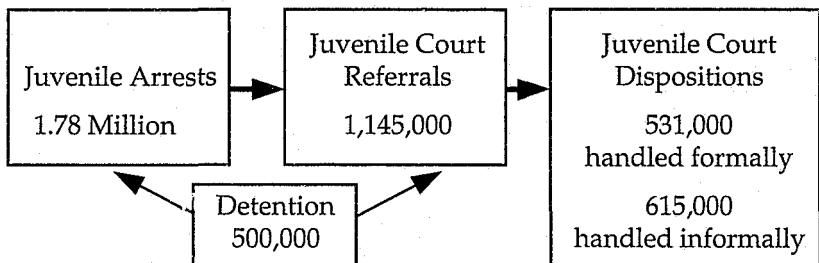 Juvenile Arrests
1.78 Million
Juvenile Court
Referrals
1,145,000
Juvenile Court
Dispositions
531,000
handled formally
615,000
handled informally
Detention
500,000